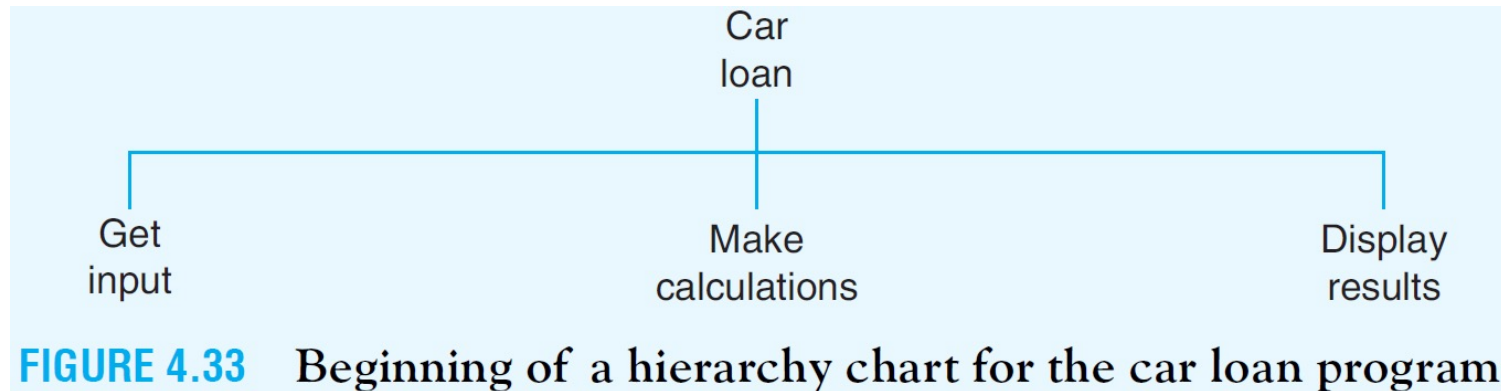 Car
loan
Get
input
Make
calculations
Display
results
FIGURE 4.33 Beginning of a hierarchy chart for the car loan program